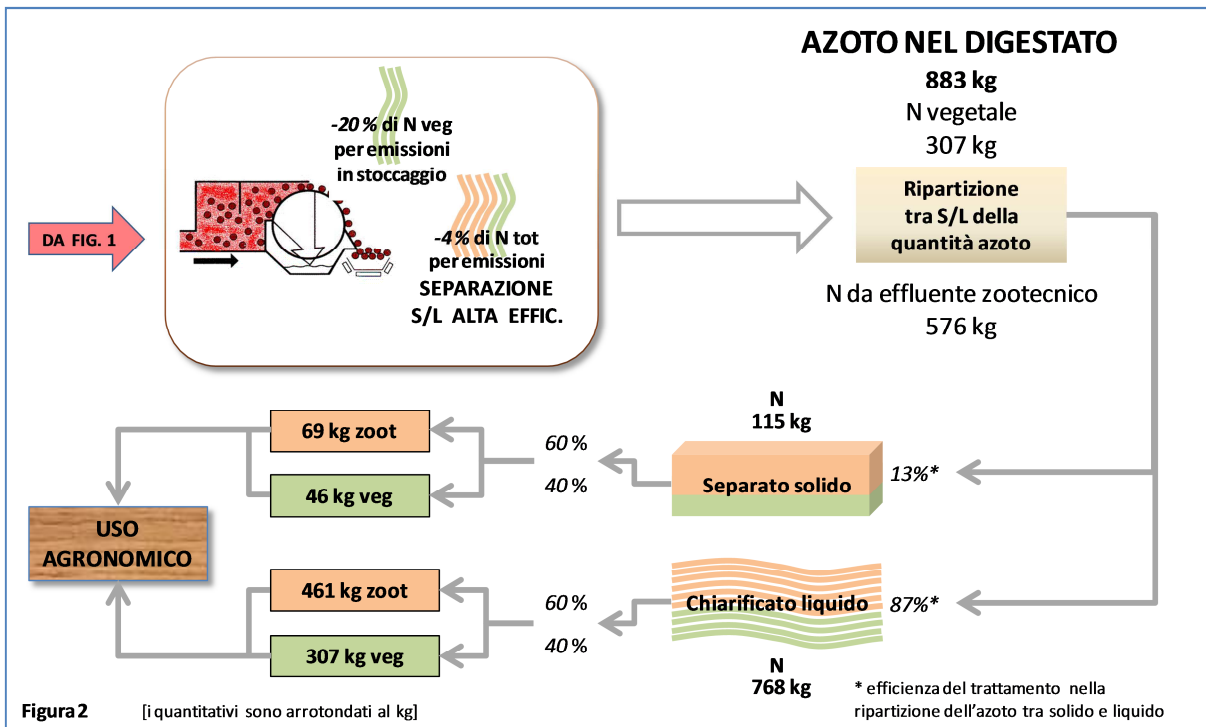 AZOTO NEL DIGESTATO
883 kg
N vegetale
307 kg
-20 % di N veg
per emissioni
in stoccaggio
DA FIG. 1
-4% di N tot
per emissioni
SEPARAZIONE
S/L ALTA EFFIC.
Ripartizione
tra S/L della
quantità azoto
N da effluente zootecnico
576 kg
N
115 kg
69 kg zoot
60 %
Separato solido
13%*
40 %
46 kg veg
USO
AGRONOMICO
461 kg zoot
60 %
Chiarificato liquido
87%*
40 %
307 kg veg
N
768 kg
* efficienza del trattamento nella
ripartizione dell'azoto tra solido e liquido
Figura 2 [i quantitativi sono arrotondati al kg]